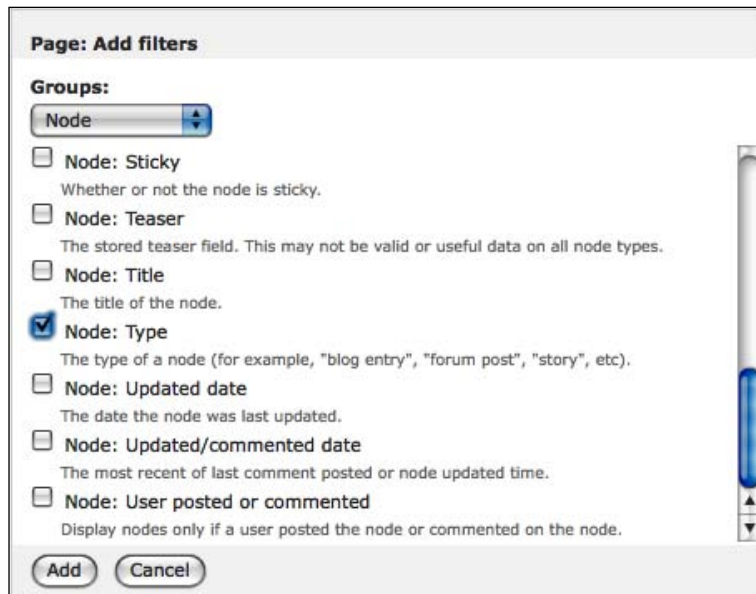 Page: Add filters
Groups:
Node
Node: Sticky
Whether or not the node is sticky.
Node: Teaser
The stored teaser field. This may not be valid or useful data on all node types.
Node: Title
The title of the node.
Node: Type
The type of a node (for example, "blog entry", "forum post", "story", etc).
Node: Updated date
The date the node was last updated.
Node: Updated/commented date
The most recent of last comment posted or node updated time.
Node: User posted or commented
Display nodes only if a user posted the node or commented on the node.
Add Cancel